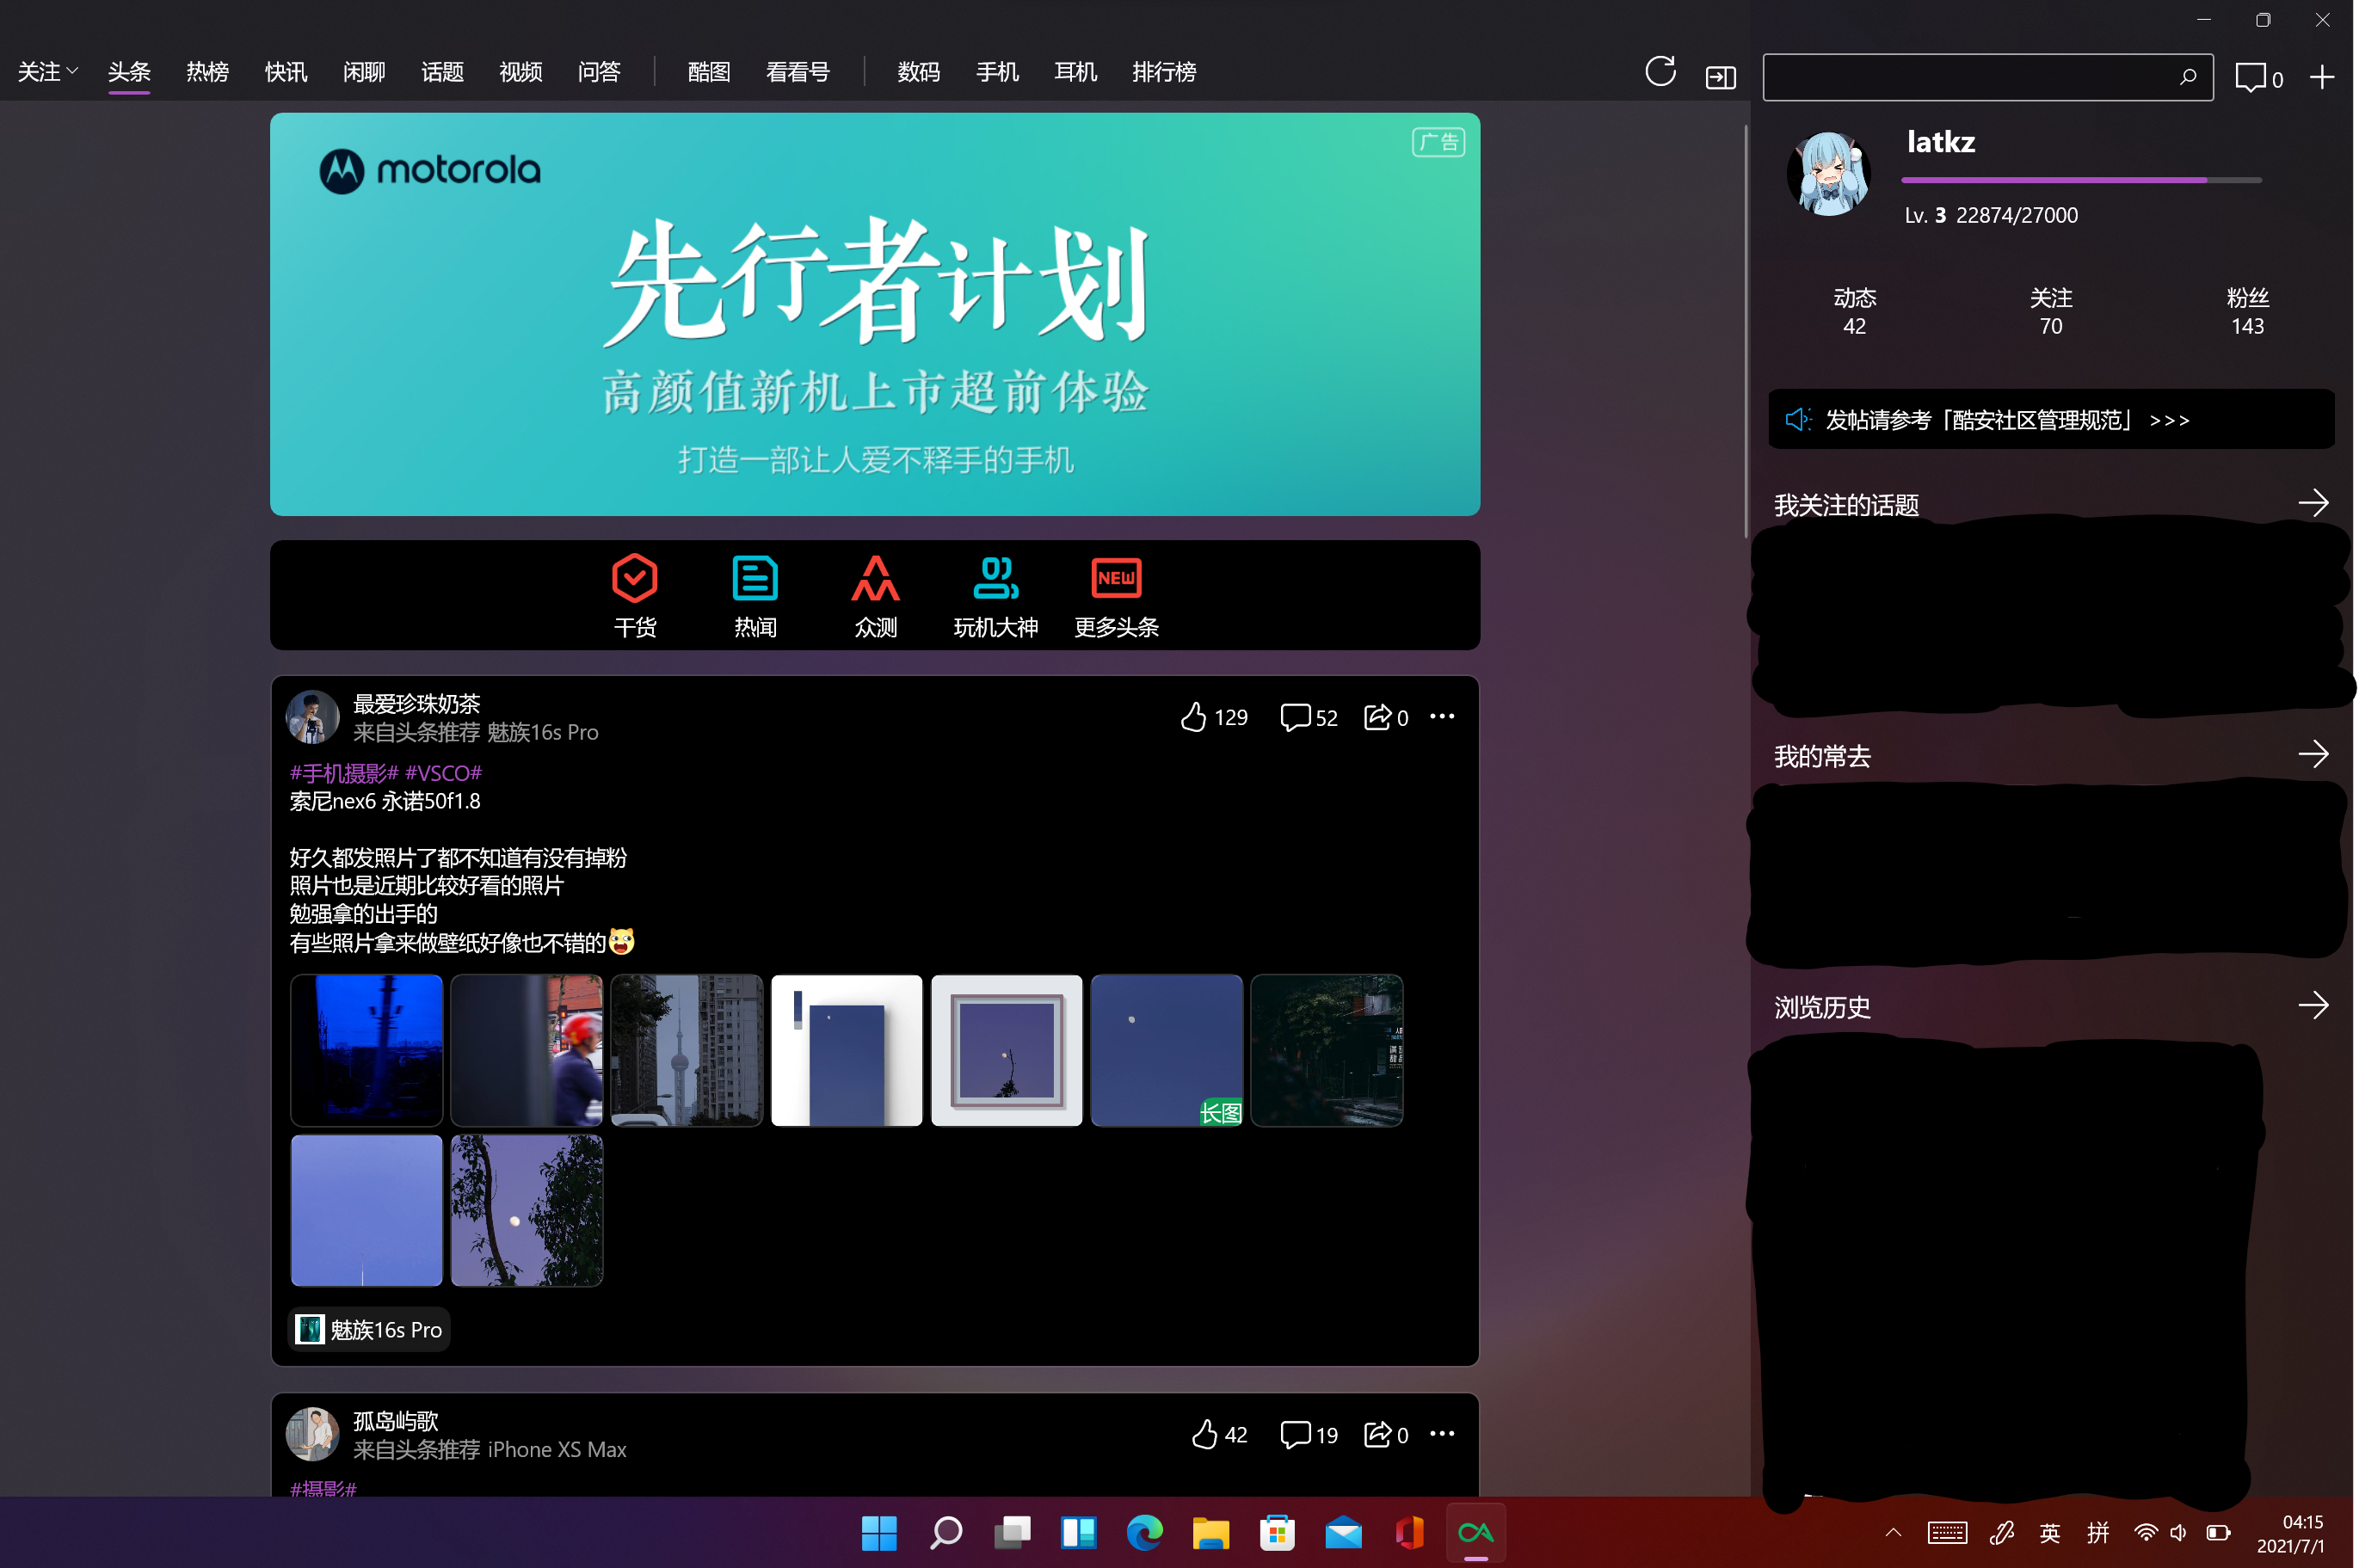 关注 头条 热榜 快讯 闲聊 话题 视频 问答 酷图 看看号 数码 手机 耳机 排行榜
0
motorola
广告
先行者计划
高颜值新机上市超前体验
打造一部让人爱不释手的手机
干货 热闻 众测 玩机大神 NEW 更多头条
最爱珍珠奶茶
来自头条推荐 魅族16s Pro
129 52 0
#手机摄影# #VSCO#
索尼nex6 永诺50f1.8
好久都发照片了都不知道有没有掉粉
照片也是近期比较好看的照片
勉强拿的出手的
有些照片拿来做壁纸好像也不错的
长图
魅族16s Pro
孤岛屿歌
来自头条推荐 iPhone XS Max
42 19 0
#摄影#
latkz
Lv. 3 22874/27000
动态 关注 粉丝
42 70 143
发帖请参考「酷安社区管理规范」 >>>
我关注的话题
我的常去
浏览历史
英 拼
04:15
2021/7/1